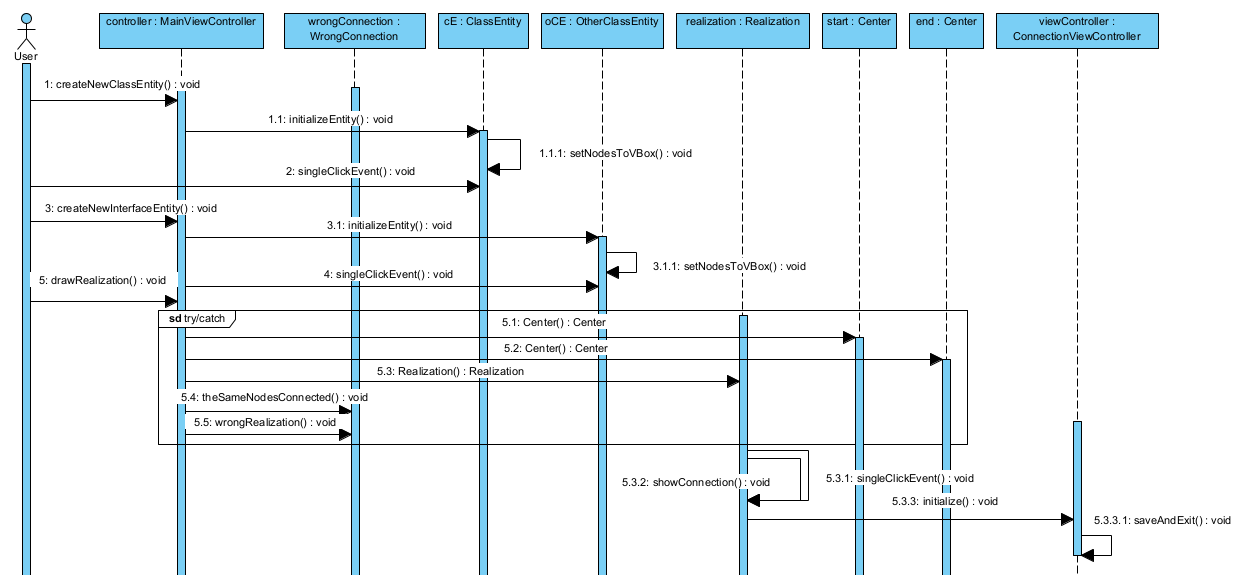 controller : MainViewController
wrongConnection :
WrongConnection
cE : ClassEntity
oCE : OtherClassEntity
realization : Realization
start : Center
end : Center
viewController :
ConnectionViewController
User
1: createNewClassEntity() : void
1.1: initializeEntity() : void
1.1.1: setNodesToVBox() : void
2: singleClickEvent() : void
3: createNewInterfaceEntity() : void
3.1: initializeEntity() : void
3.1.1: setNodesToVBox() : void
4: singleClickEvent() : void
5: drawRealization() : void
sd try/catch
5.1: Center() : Center
5.2: Center() : Center
5.3: Realization() : Realization
5.4: theSameNodesConnected() : void
5.5: wrongRealization() : void
5.3.1: singleClickEvent() : void
5.3.2: showConnection() : void
5.3.3: initialize() : void
5.3.3.1: saveAndExit() : void